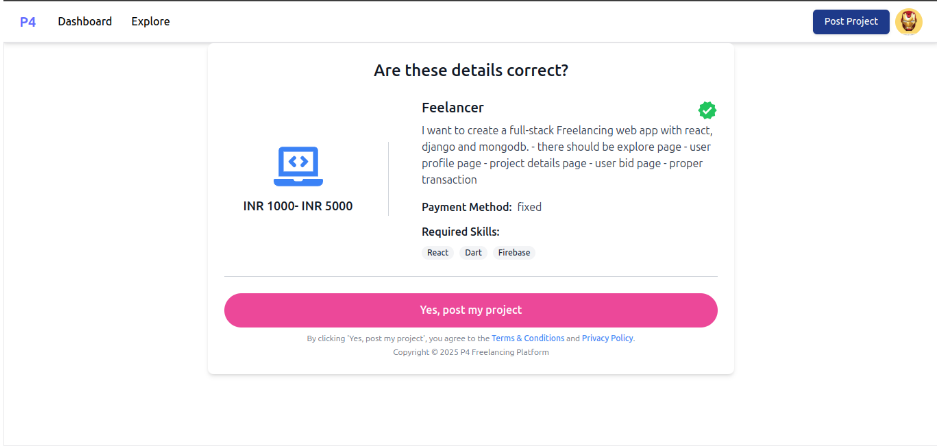 P4 Dashboard Explore Post Project
Are these details correct?
Feelancer
I want to create a full-stack Freelancing web app with react,
django and mongodb. - there should be explore page - user
profile page - project details page - user bid page - proper
transaction
INR 1000- INR 5000
Payment Method: fixed
Required Skills:
React Dart Firebase
Yes, post my project
By clicking 'Yes, post my project', you agree to the Terms & Conditions and Privacy Policy.
Copyright © 2025 P4 Freelancing Platform